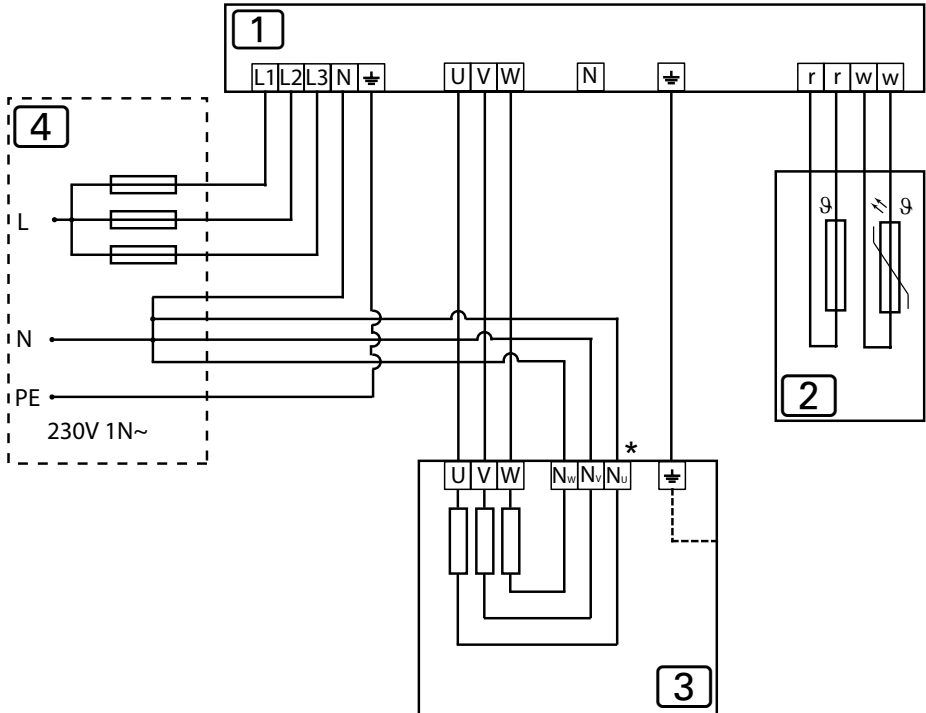 1
L1 L2 L3 N ⏚ U V W N ⏚ r r w w
4
L
N
PE
230V 1N~
ϑ ϑ
2
*
U V W NW NV NU ⏚
3